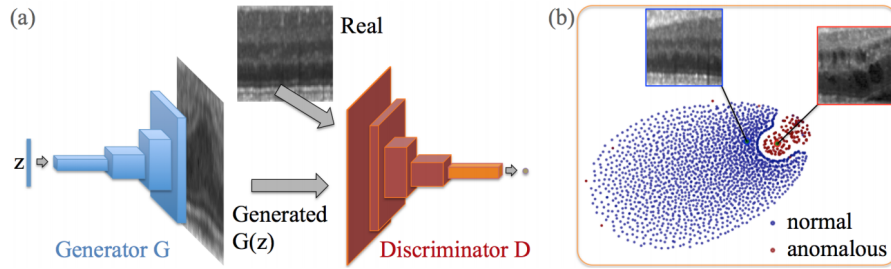 (a)
Real
z
Generated
G(z)
Generator G
Discriminator D
(b)
normal
anomalous